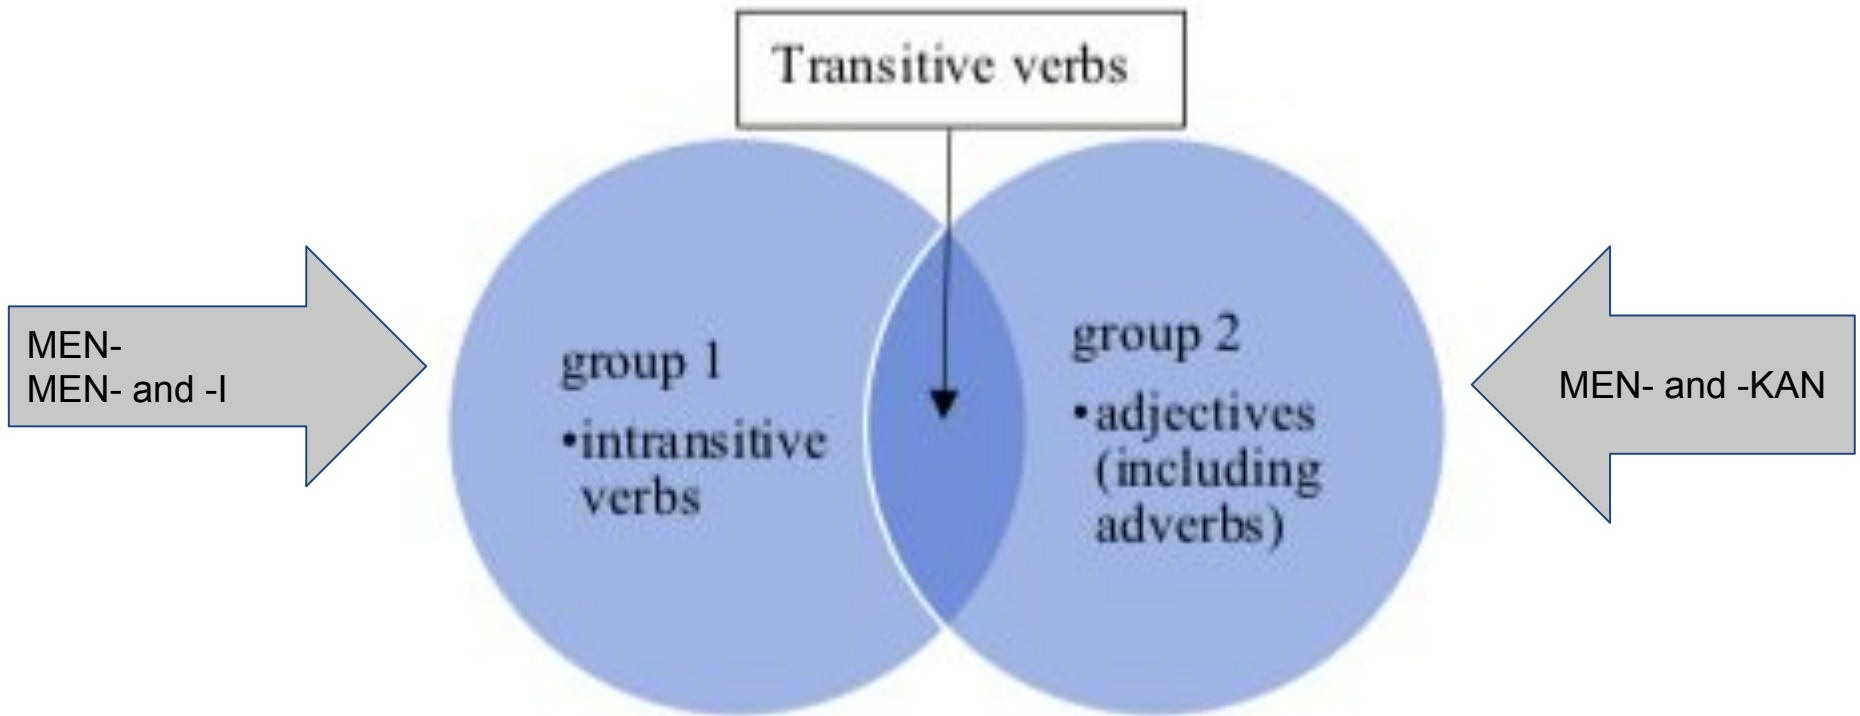 Transitive verbs
MEN-
MEN- and -I
group 1
•intransitive
verbs
group 2
•adjectives
(including
adverbs)
MEN- and -KAN